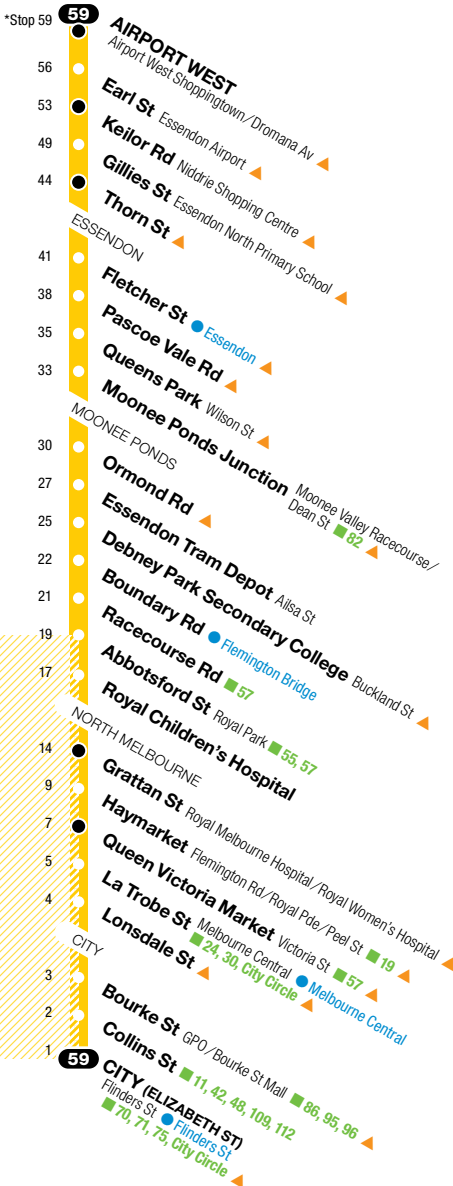 59
*Stop 59
AIRPORT WEST
Airport West Shoppingtown/Dromana Av
56
Earl St Essendon Airport
53
Keilor Rd Niddrie Shopping Centre
49
Gillies St Essendon North Primary School
44
Thorn St
ESSENDON
41
Fletcher St Essendon
38
Pascoe Vale Rd
35
Queens Park Wilson St
33
Moonee Ponds Junction Moonee Valley Racecourse/
Dean St 82
MOONEE PONDS
30
Ormond Rd
27
Essendon Tram Depot Ailsa St
25
Debney Park Secondary College Buckland St
22
Boundary Rd Flemington Bridge
21
Racecourse Rd 57
19
Abbotsford St Royal Park 55, 57
17
Royal Children's Hospital
NORTH MELBOURNE
14
Grattan St Royal Melbourne Hospital/Royal Women's Hospital
9
Haymarket Flemington Rd/Royal Pde/Peel St 19
7
Queen Victoria Market Victoria St 57
5
La Trobe St Melbourne Central Melbourne Central
24, 30, City Circle
4
Lonsdale St
CITY
3
Bourke St GPO/Bourke St Mall 86, 95, 96
2
Collins St 11, 42, 48, 109, 112
1
59
CITY (ELIZABETH ST)
Flinders St Flinders St
70, 71, 75, City Circle